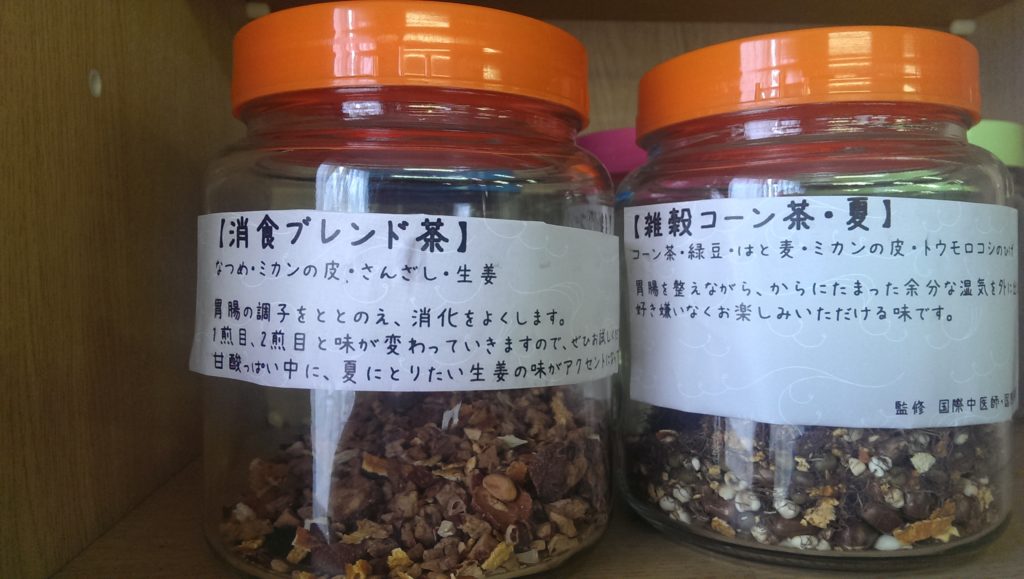 【消食ブレンド茶】
なつめ・ミカンの皮・さんざし・生姜
胃腸の調子をととのえ、消化をよくします。
1煎目、2煎目と味が変わっていきますので、ぜひお試しくだ
甘酸っぱい中に、夏にとりたい生姜の味がアクセントに
【雑穀コーン茶・夏】
コーン茶・緑豆・はと麦・ミカンの皮・トウモロコシのひげ
胃腸を整えながら、からにたまった余分な湿気を外に
好き嫌いなくお楽しみいただける味です。
監修 国際中医師・